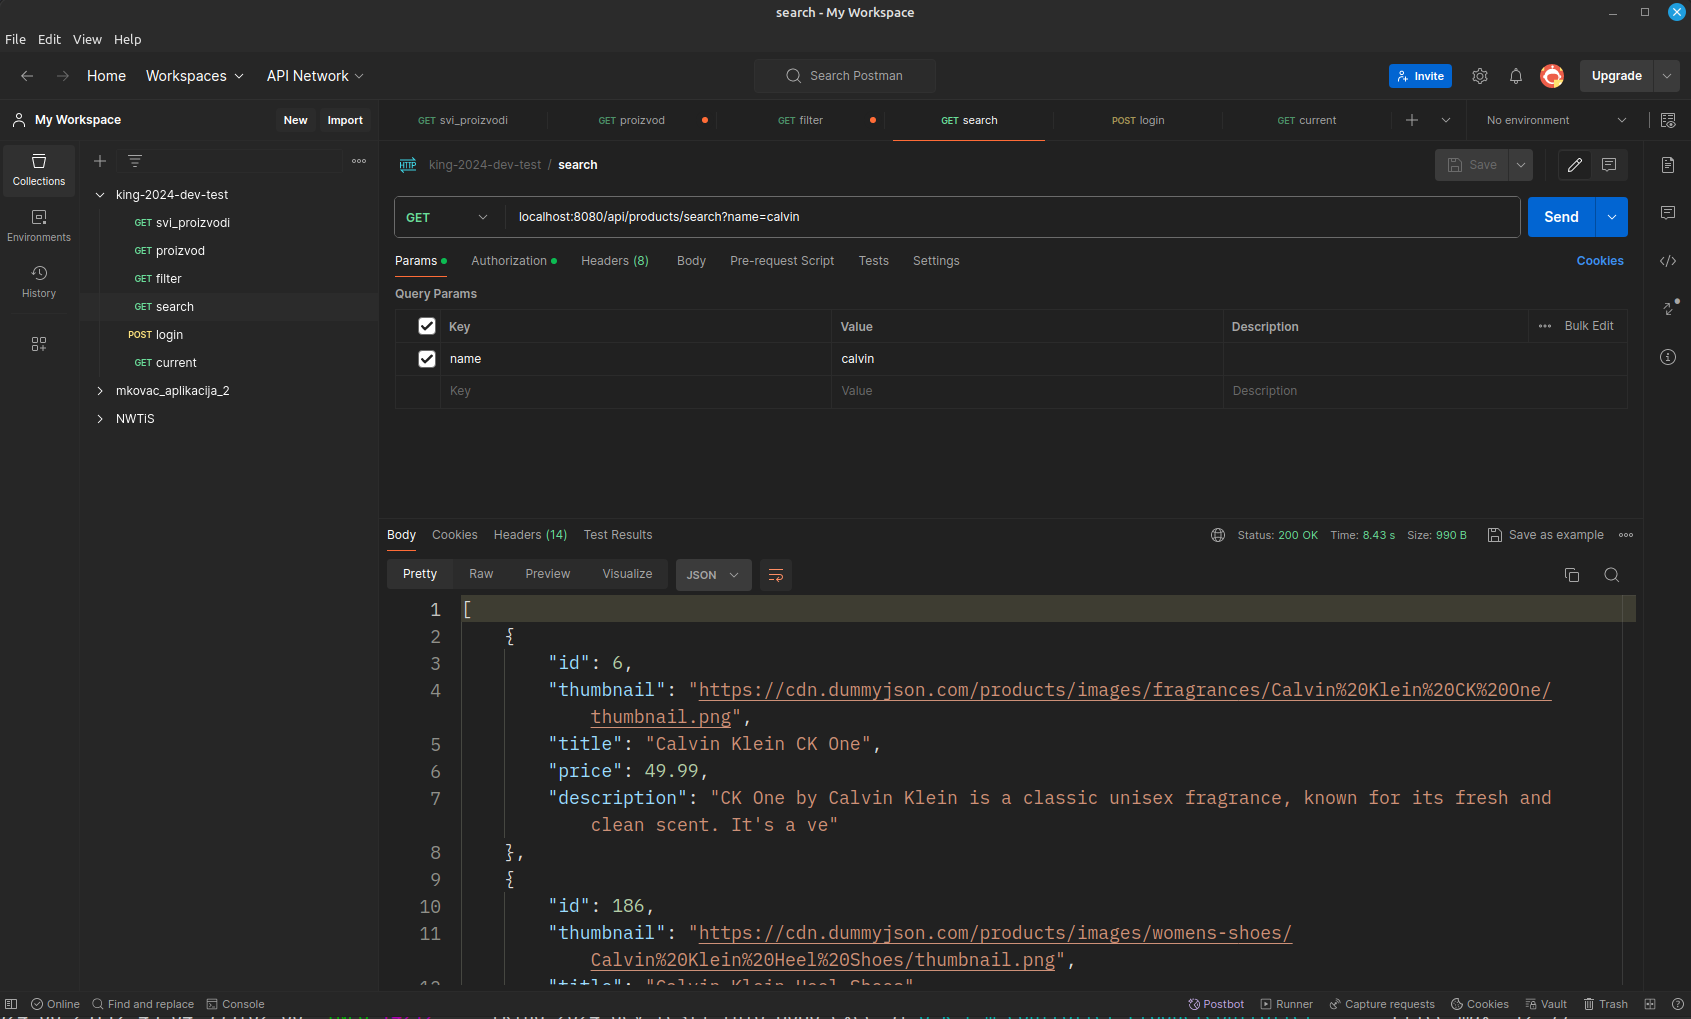 search - My Workspace
File Edit View Help
Home Workspaces API Network Search Postman Invite Upgrade
My Workspace New Import
GET svi_proizvodi GET proizvod GET filter GET search POST login GET current No environment
Collections
Environments
History
king-2024-dev-test
GET svi_proizvodi
GET proizvod
GET filter
GET search
POST login
GET current
mkovac_aplikacija_2
NWTiS
HTTP king-2024-dev-test / search Save
GET localhost:8080/api/products/search?name=calvin Send
Params Authorization Headers (8) Body Pre-request Script Tests Settings Cookies
Query Params
Key Value Description Bulk Edit
name calvin
Key Value Description
Body Cookies Headers (14) Test Results Status: 200 OK Time: 8.43 s Size: 990 B Save as example
Pretty Raw Preview Visualize JSON
1 [
2 {
3 "id": 6,
4 "thumbnail": "https://cdn.dummyjson.com/products/images/fragrances/Calvin%20Klein%20CK%20One/
thumbnail.png",
5 "title": "Calvin Klein CK One",
6 "price": 49.99,
7 "description": "CK One by Calvin Klein is a classic unisex fragrance, known for its fresh and
clean scent. It's a ve"
8 },
9 {
10 "id": 186,
11 "thumbnail": "https://cdn.dummyjson.com/products/images/womens-shoes/
Calvin%20Klein%20Heel%20Shoes/thumbnail.png",
12 "title": "Calvin Klein Heel Shoes"
Online Find and replace Console Postbot Runner Capture requests Cookies Vault Trash